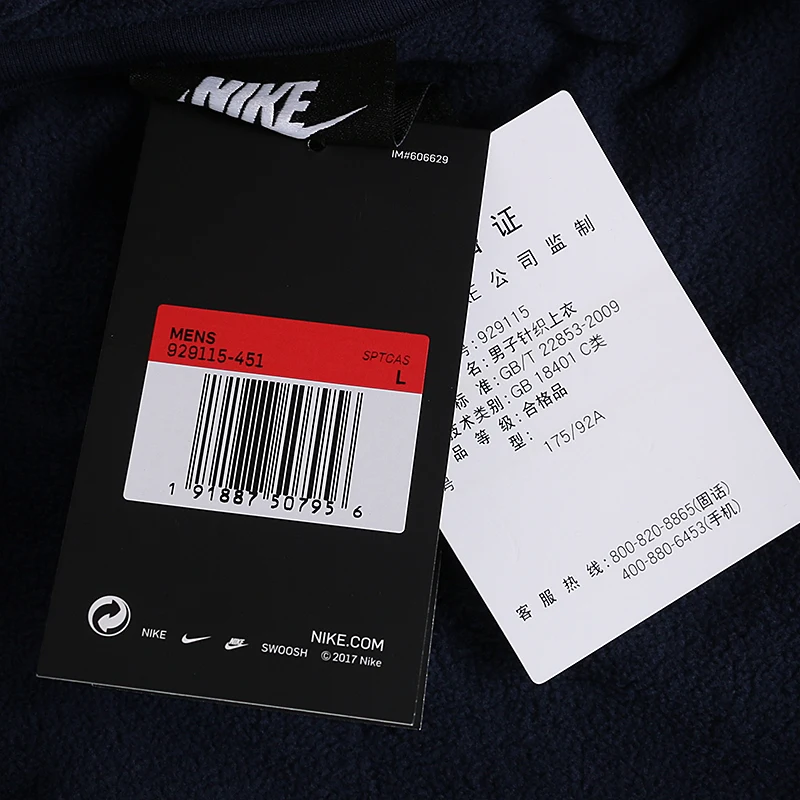 NIKE
IM#606629
MENS
929115-451
SPTCAS
L
1 91887 50795 6
NIKE
SWOOSH
NIKE.COM
© 2017 Nike
证
公司监制
号:929115
名:男子针织上衣
标 准:GB/T 22853-2009
技术类别:GB 18401 C类
品 等 级:合格品
号 型: 175/92A
客 服 热 线:800-820-8865(固话)
400-880-6453(手机)